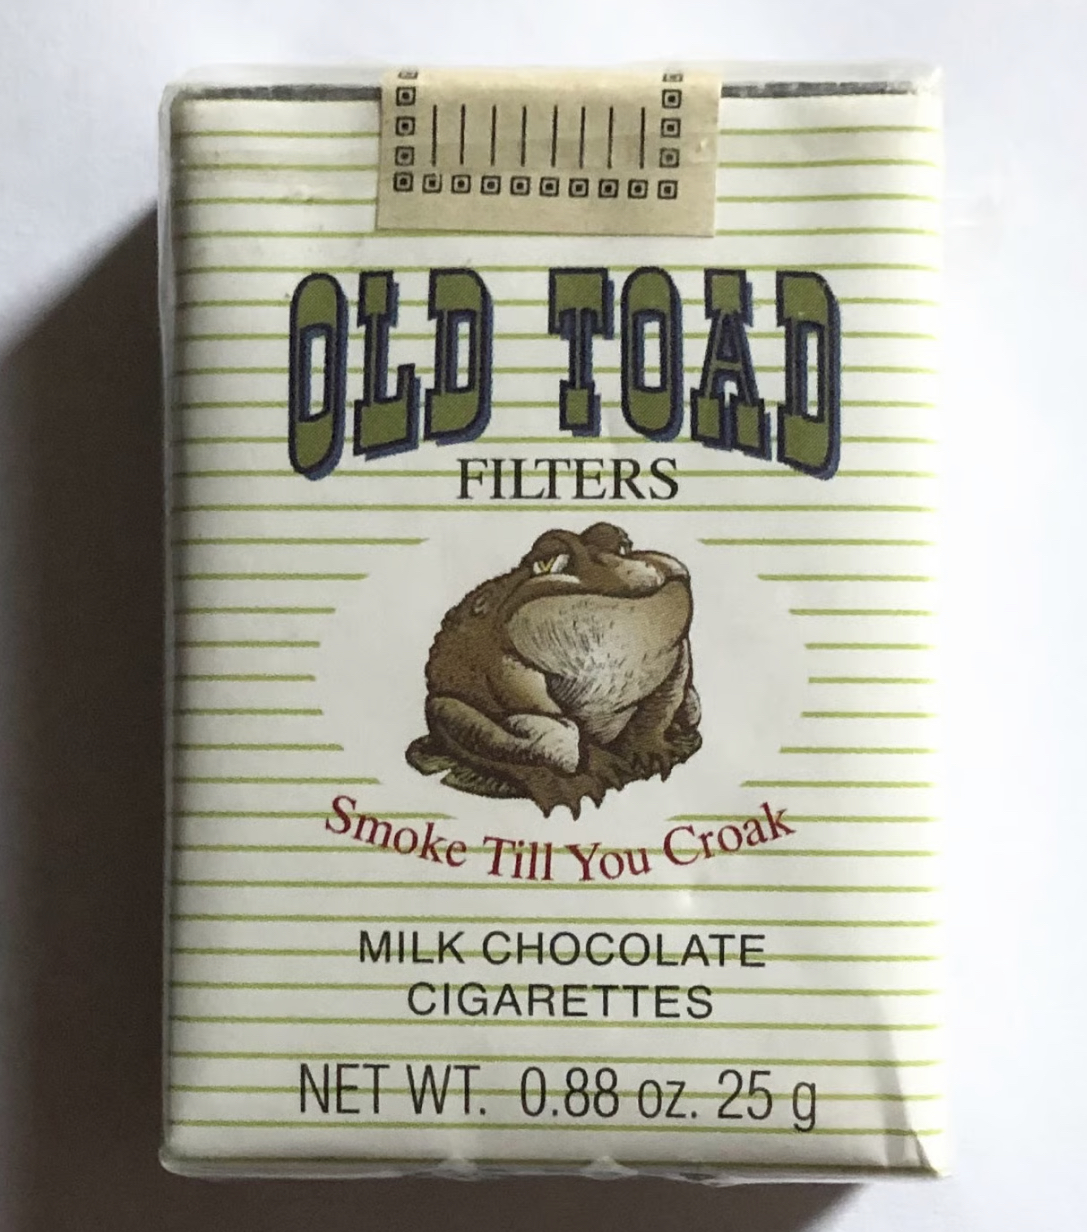 OLD TOAD
FILTERS
Smoke Till You Croak
MILK CHOCOLATE
CIGARETTES
NET WT. 0.88 oz. 25 g